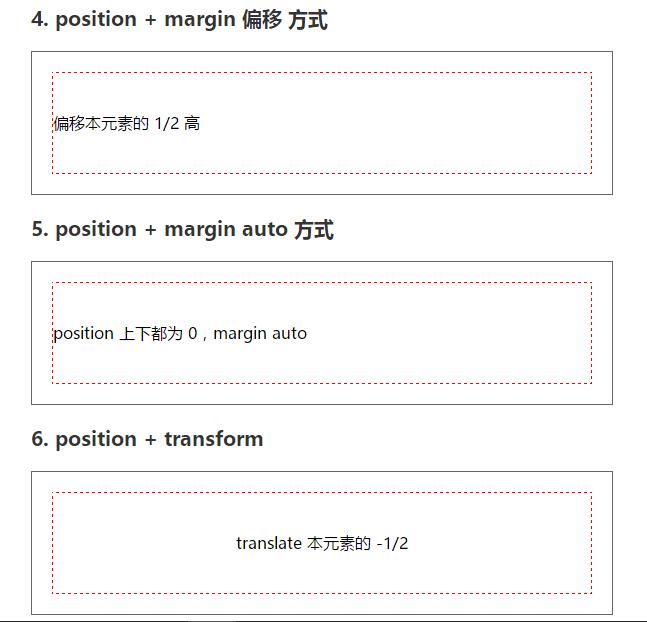 4. position + margin 偏移 方式
偏移本元素的 1/2 高
5. position + margin auto 方式
position 上下都为 0，margin auto
6. position + transform
translate 本元素的 -1/2